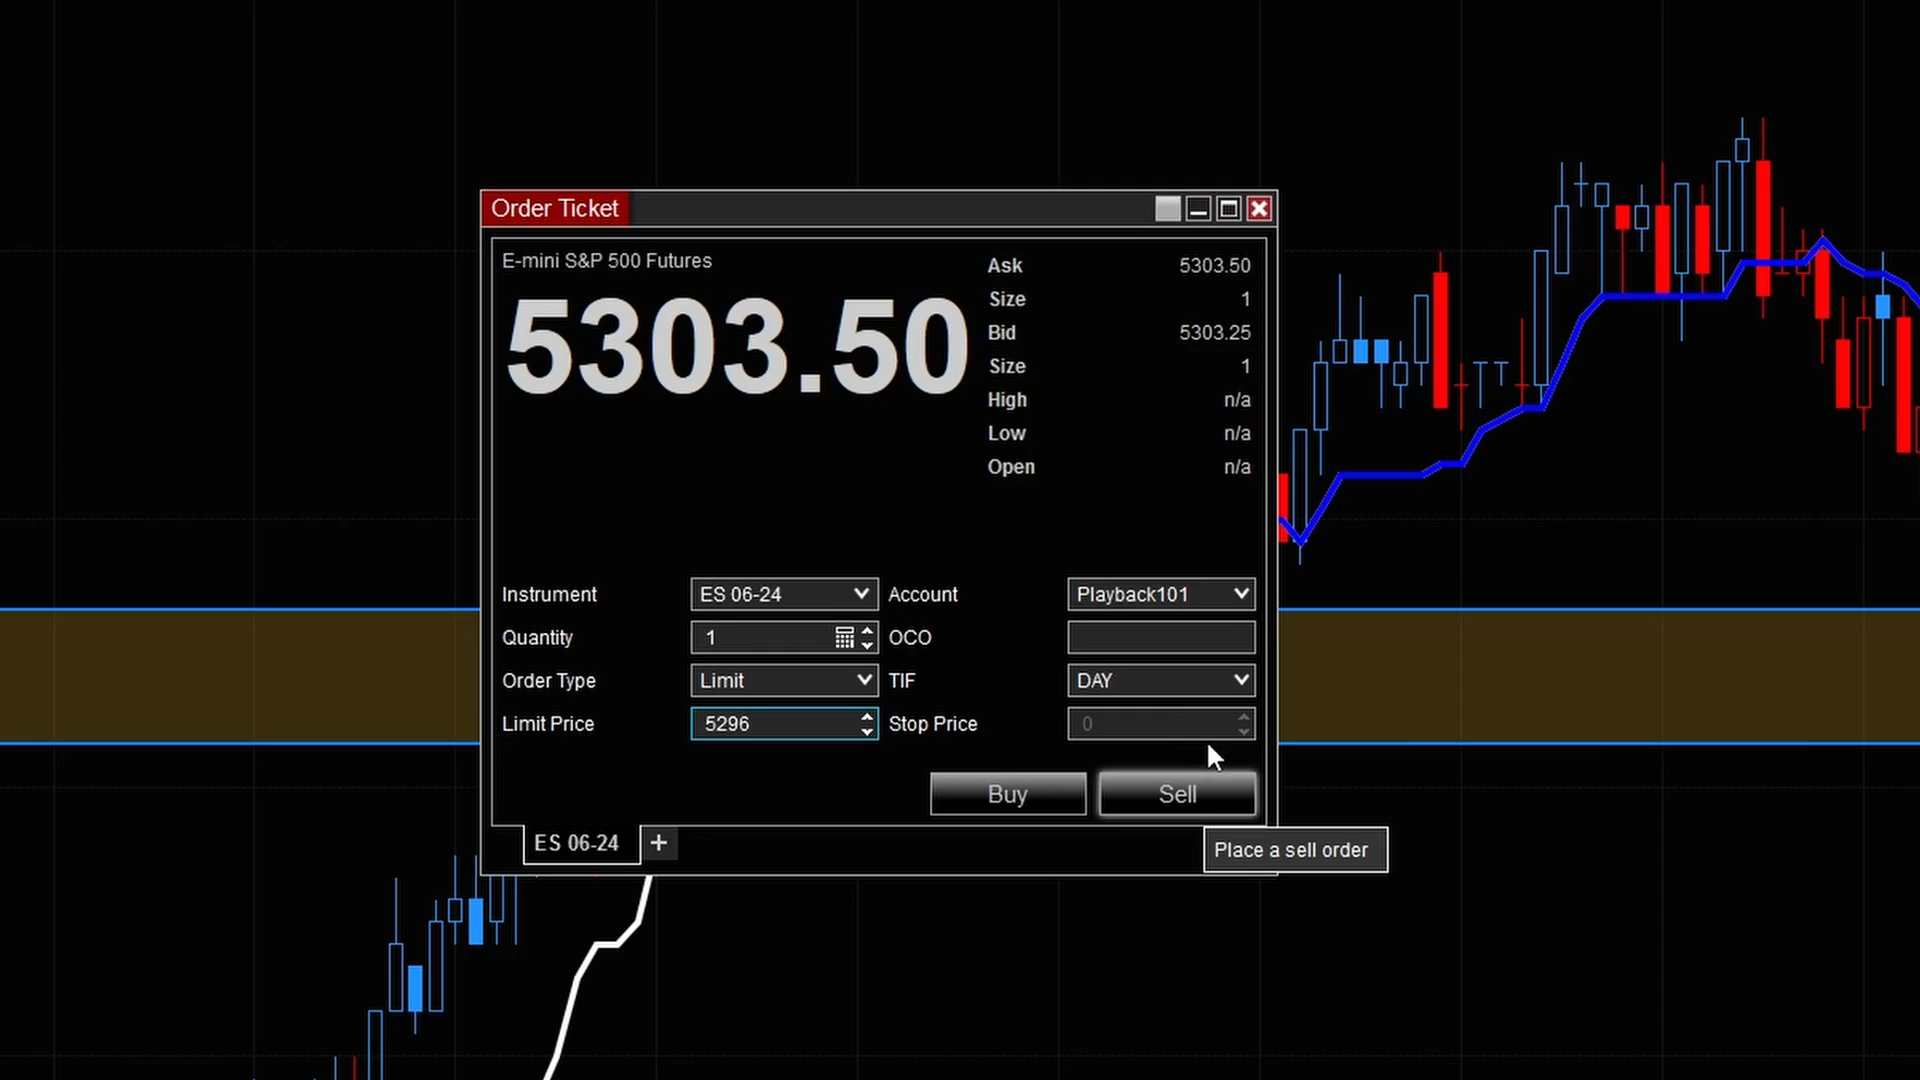 Order Ticket
E-mini S&P 500 Futures
5303.50
Ask 5303.50
Size 1
Bid 5303.25
Size 1
High n/a
Low n/a
Open n/a
Instrument ES 06-24 Account Playback101
Quantity 1 OCO
Order Type Limit TIF DAY
Limit Price 5296 Stop Price 0
Buy Sell
ES 06-24 +
Place a sell order